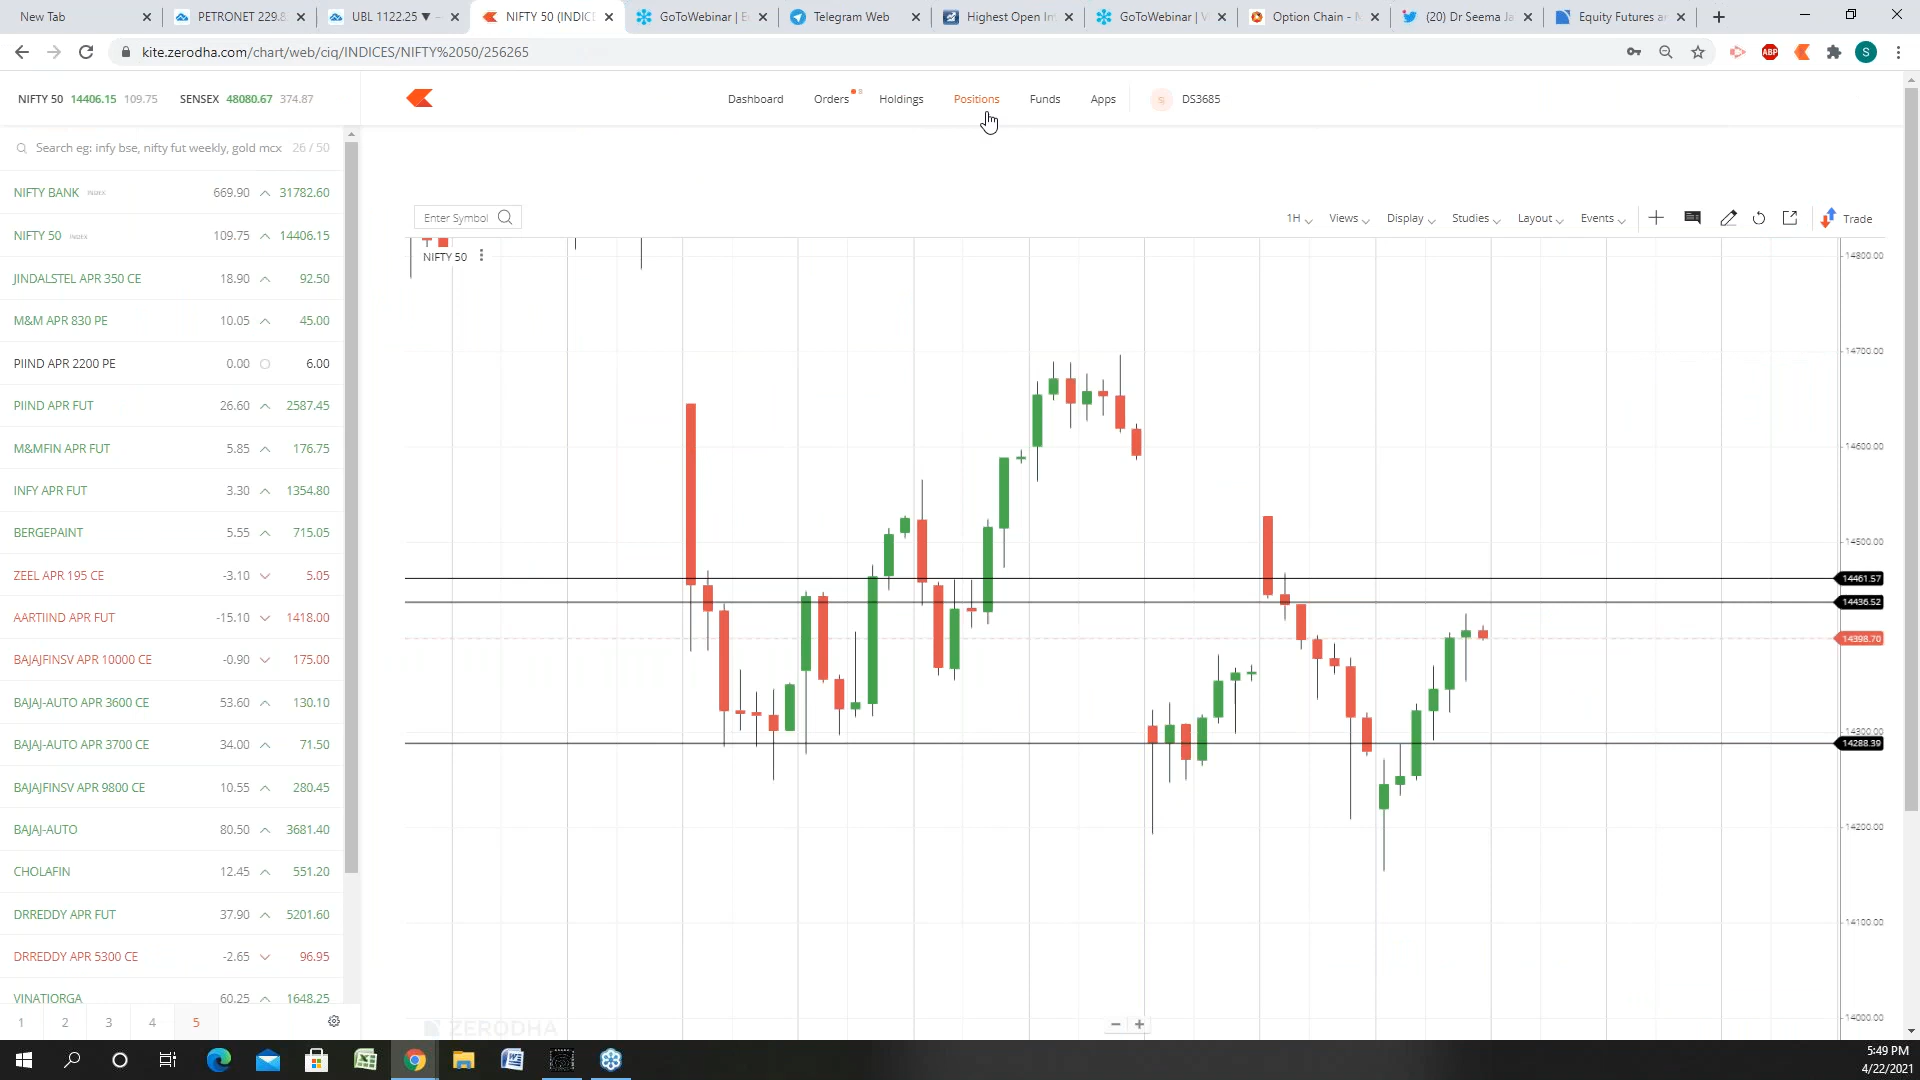 New Tab
PETRONET 229.8
UBL 1122.25 ▼
NIFTY 50 (INDIC
GoToWebinar | E
Telegram Web
Highest Open In
GoToWebinar | V
Option Chain -
(20) Dr Seema Ja
Equity Futures a
kite.zerodha.com/chart/web/ciq/INDICES/NIFTY%2050/256265
ABP
S
NIFTY 50 14406.15 109.75 SENSEX 48080.67 374.87
Dashboard Orders 8 Holdings Positions Funds Apps S DS3685
Search eg: infy bse, nifty fut weekly, gold mcx 26 / 50
NIFTY BANK INDEX 669.90 31782.60
NIFTY 50 INDEX 109.75 14406.15
JINDALSTEL APR 350 CE 18.90 92.50
M&M APR 830 PE 10.05 45.00
PIIND APR 2200 PE 0.00 6.00
PIIND APR FUT 26.60 2587.45
M&MFIN APR FUT 5.85 176.75
INFY APR FUT 3.30 1354.80
BERGEPAINT 5.55 715.05
ZEEL APR 195 CE -3.10 5.05
AARTIIND APR FUT -15.10 1418.00
BAJAJFINSV APR 10000 CE -0.90 175.00
BAJAJ-AUTO APR 3600 CE 53.60 130.10
BAJAJ-AUTO APR 3700 CE 34.00 71.50
BAJAJFINSV APR 9800 CE 10.55 280.45
BAJAJ-AUTO 80.50 3681.40
CHOLAFIN 12.45 551.20
DRREDDY APR FUT 37.90 5201.60
DRREDDY APR 5300 CE -2.65 96.95
VINATIORGA 60.25 1648.25
1 2 3 4 5
Enter Symbol
1H Views Display Studies Layout Events Trade
NIFTY 50
14800.00
14700.00
14600.00
14500.00
14461.57
14436.52
14398.70
14300.00
14288.39
14200.00
14100.00
14000.00
ZERODHA
5:49 PM
4/22/2021